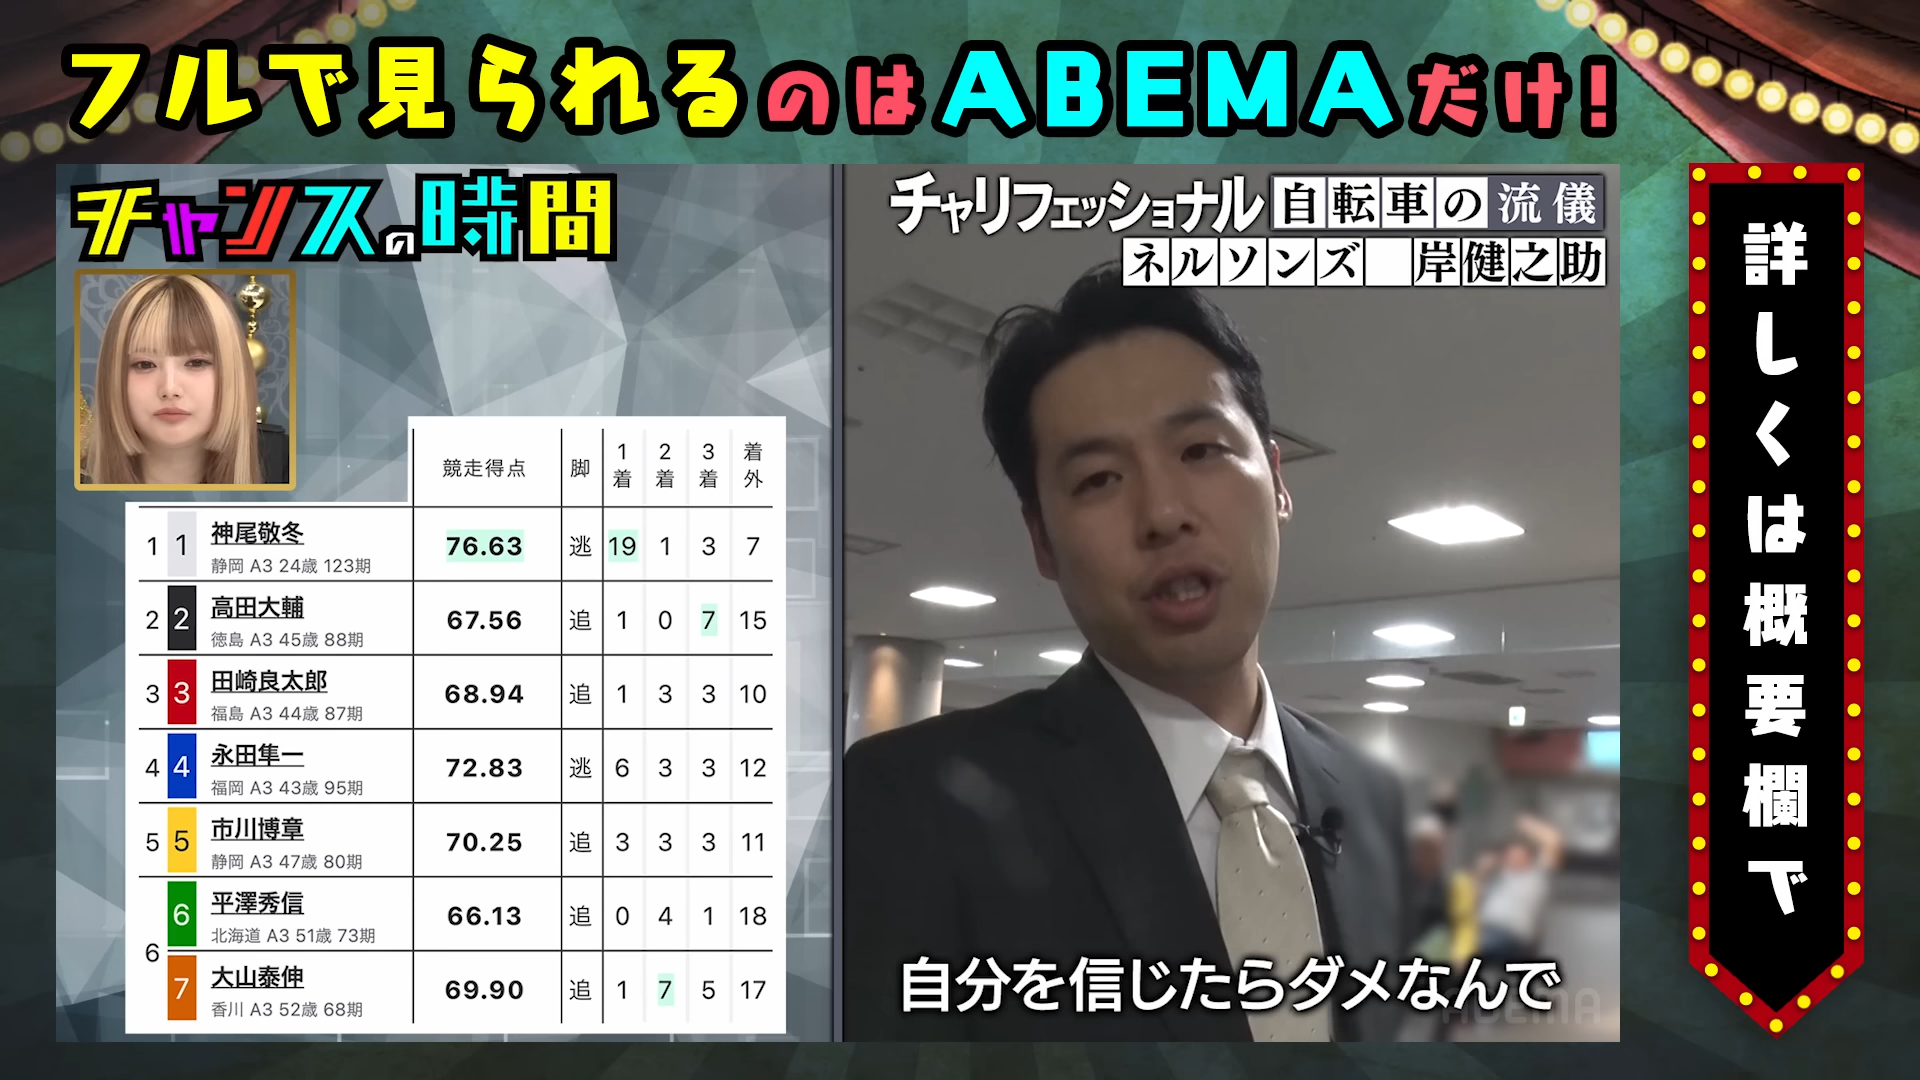 フルで見られるのはABEMAだけ!
チャンスの時間
チャリフェッショナル 自転車の流儀
ネルソンズ 岸健之助
競走得点 脚 1着 2着 3着 着外
1 1 神尾敬冬 76.63 逃 19 1 3 7
静岡 A3 24歳 123期
2 2 高田大輔 67.56 追 1 0 7 15
徳島 A3 45歳 88期
3 3 田崎良太郎 68.94 追 1 3 3 10
福島 A3 44歳 87期
4 4 永田隼一 72.83 逃 6 3 3 12
福岡 A3 43歳 95期
5 5 市川博章 70.25 追 3 3 3 11
静岡 A3 47歳 80期
6 6 平澤秀信 66.13 追 0 4 1 18
北海道 A3 51歳 73期
7 大山泰伸 69.90 追 1 7 5 17
香川 A3 52歳 68期
自分を信じたらダメなんで
ABEMA
詳しくは概要欄で